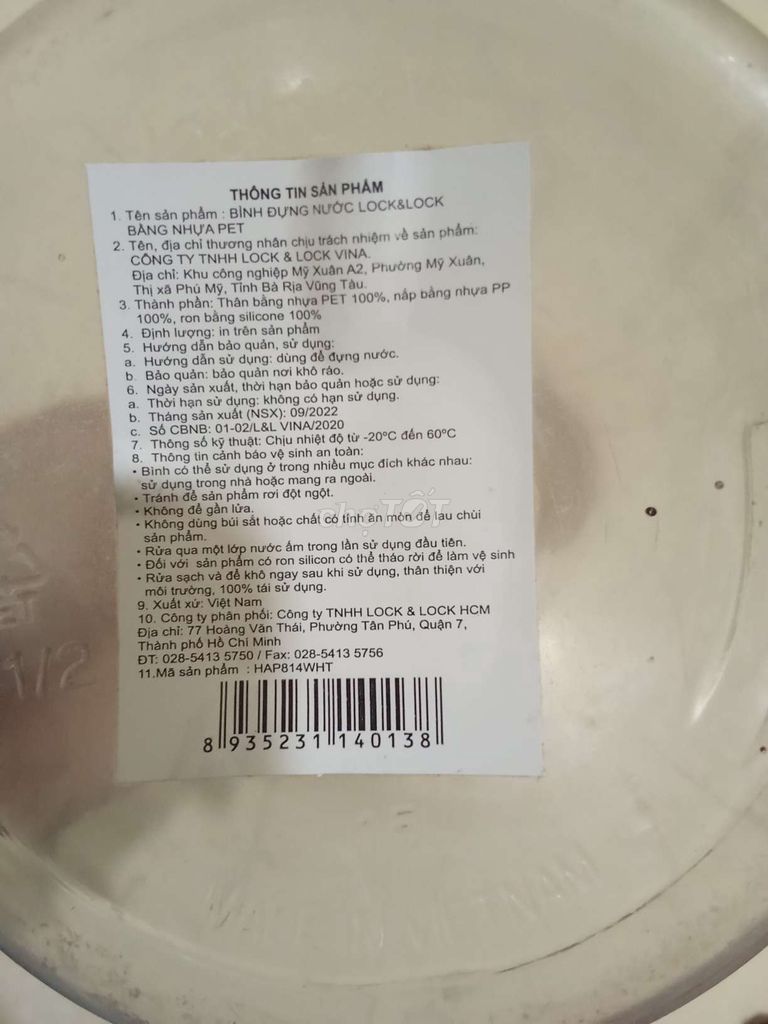 THÔNG TIN SẢN PHẨM
1. Tên sản phẩm : BÌNH ĐỰNG NƯỚC LOCK&LOCK
BẰNG NHỰA PET
2. Tên, địa chỉ thương nhân chịu trách nhiệm về sản phẩm:
CÔNG TY TNHH LOCK & LOCK VINA.
Địa chỉ: Khu công nghiệp Mỹ Xuân A2, Phường Mỹ Xuân,
Thị xã Phú Mỹ, Tỉnh Bà Rịa Vũng Tàu.
3. Thành phần: Thân bằng nhựa PET 100%, nắp bằng nhựa PP
100%, ron bằng silicone 100%
4. Định lượng: in trên sản phẩm
5. Hướng dẫn bảo quản, sử dụng:
a. Hướng dẫn sử dụng: dùng để đựng nước.
b. Bảo quản: bảo quản nơi khô ráo.
6. Ngày sản xuất, thời hạn bảo quản hoặc sử dụng:
a. Thời hạn sử dụng: không có hạn sử dụng.
b. Tháng sản xuất (NSX): 09/2022
c. Số CBNB: 01-02/L&L VINA/2020
7. Thông số kỹ thuật: Chịu nhiệt độ từ -20ºC đến 60ºC
8. Thông tin cảnh báo vệ sinh an toàn:
• Bình có thể sử dụng ở trong nhiều mục đích khác nhau:
sử dụng trong nhà hoặc mang ra ngoài.
• Tránh để sản phẩm rơi đột ngột.
• Không để gần lửa.
• Không dùng búi sắt hoặc chất có tính ăn mòn để lau chùi
sản phẩm.
• Rửa qua một lớp nước ấm trong lần sử dụng đầu tiên.
• Đối với sản phẩm có ron silicon có thể tháo rời để làm vệ sinh
• Rửa sạch và để khô ngay sau khi sử dụng, thân thiện với
môi trường, 100% tái sử dụng.
9. Xuất xứ: Việt Nam
10. Công ty phân phối: Công ty TNHH LOCK & LOCK HCM
Địa chỉ: 77 Hoàng Văn Thái, Phường Tân Phú, Quận 7,
Thành phố Hồ Chí Minh
ĐT: 028-5413 5750 / Fax: 028-5413 5756
11.Mã sản phẩm : HAP814WHT
8 935231 140138
chợTỐT
1/2
MADE IN VIETNAM